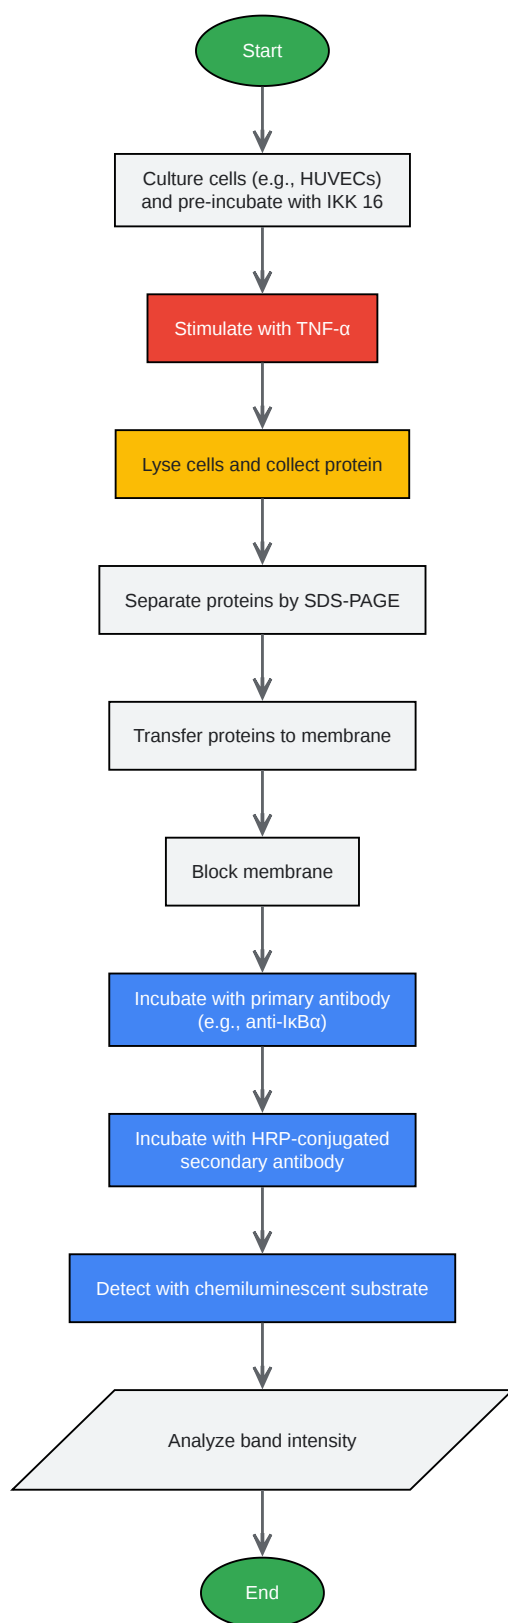 Start
Culture cells (e.g., HUVECs)
and pre-incubate with IKK 16
Stimulate with TNF-α
Lyse cells and collect protein
Separate proteins by SDS-PAGE
Transfer proteins to membrane
Block membrane
Incubate with primary antibody
(e.g., anti-IκBα)
Incubate with HRP-conjugated
secondary antibody
Detect with chemiluminescent substrate
Analyze band intensity
End